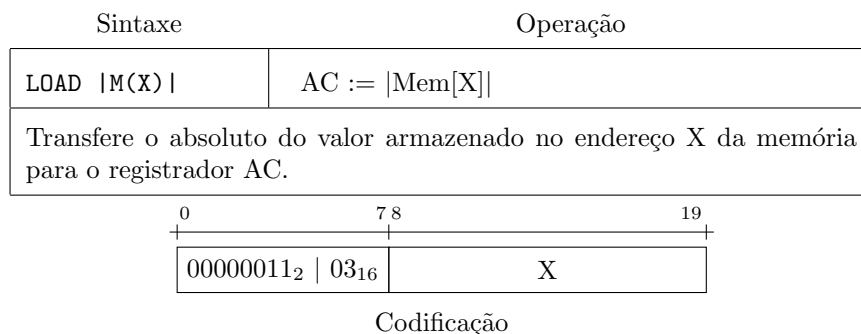 Sintaxe Operação
LOAD |M(X)| AC := |Mem[X]|
Transfere o absoluto do valor armazenado no endereço X da memória
para o registrador AC.
0 7 8 19
00000011₂ | 03₁₆ X
Codificação